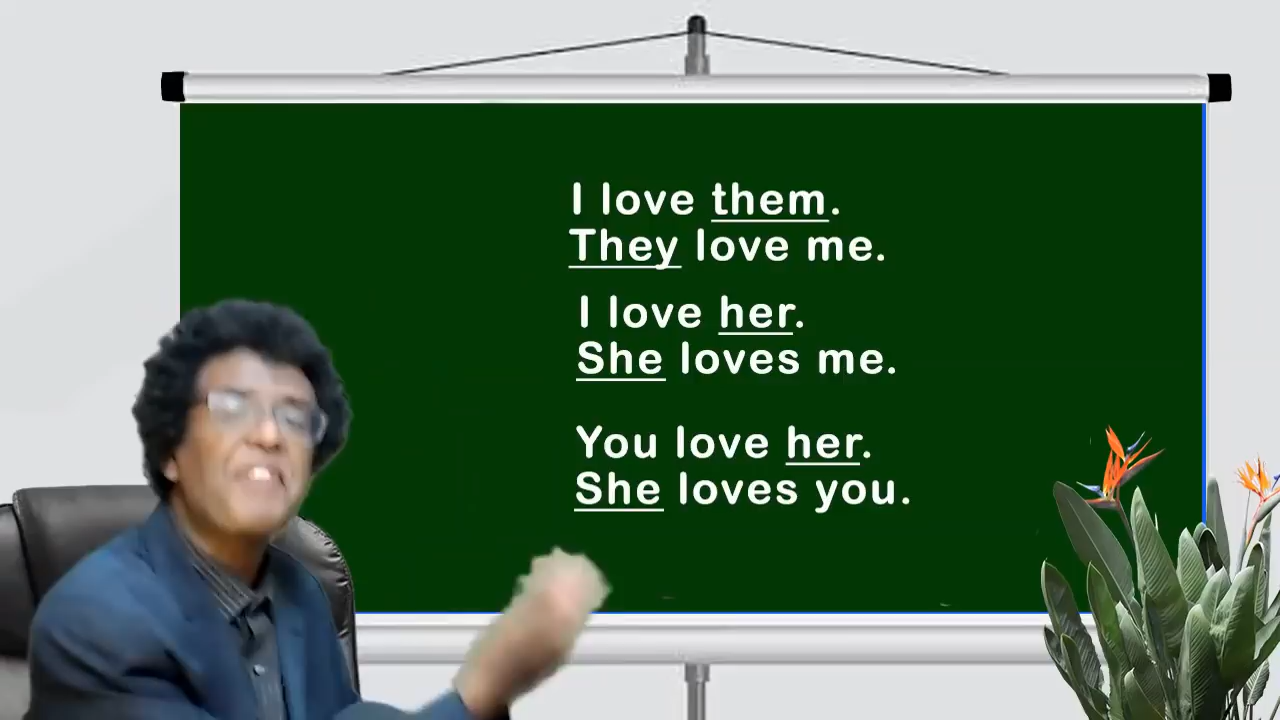 I love them.
They love me.
I love her.
She loves me.
You love her.
She loves you.